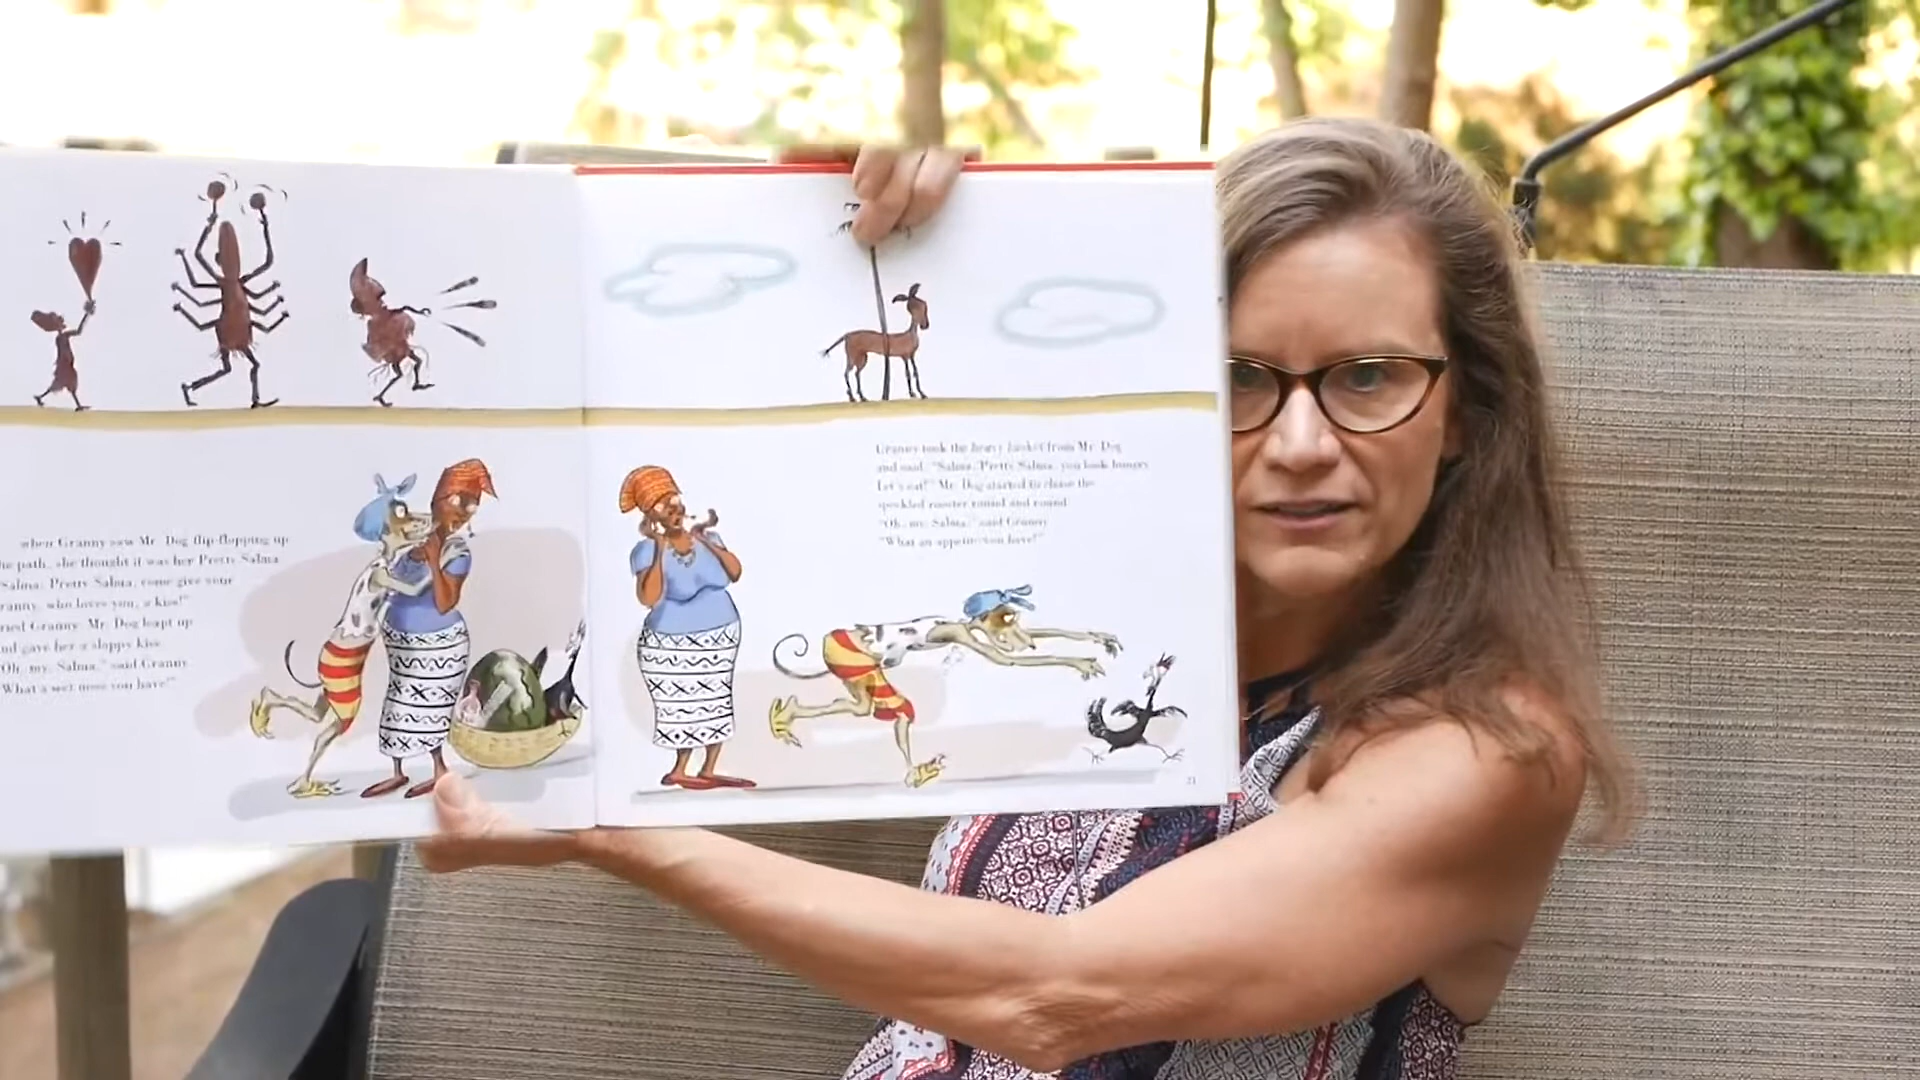 when Granny saw Mr. Dog flip-flopping up
he path, she thought it was her Pretty Salma.
Salma, Pretty Salma, come give your
ranny, who loves you, a kiss!"
ried Granny. Mr. Dog leapt up
nd gave her a sloppy kiss.
"Oh, my, Salma," said Granny.
"What a wet nose you have!"
Granny took the heavy basket from Mr. Dog
and said, "Salma, Pretty Salma, you look hungry.
Let's eat!" Mr. Dog started to chase the
speckled rooster round and round.
"Oh, my, Salma," said Granny.
"What an appetite you have!"
21